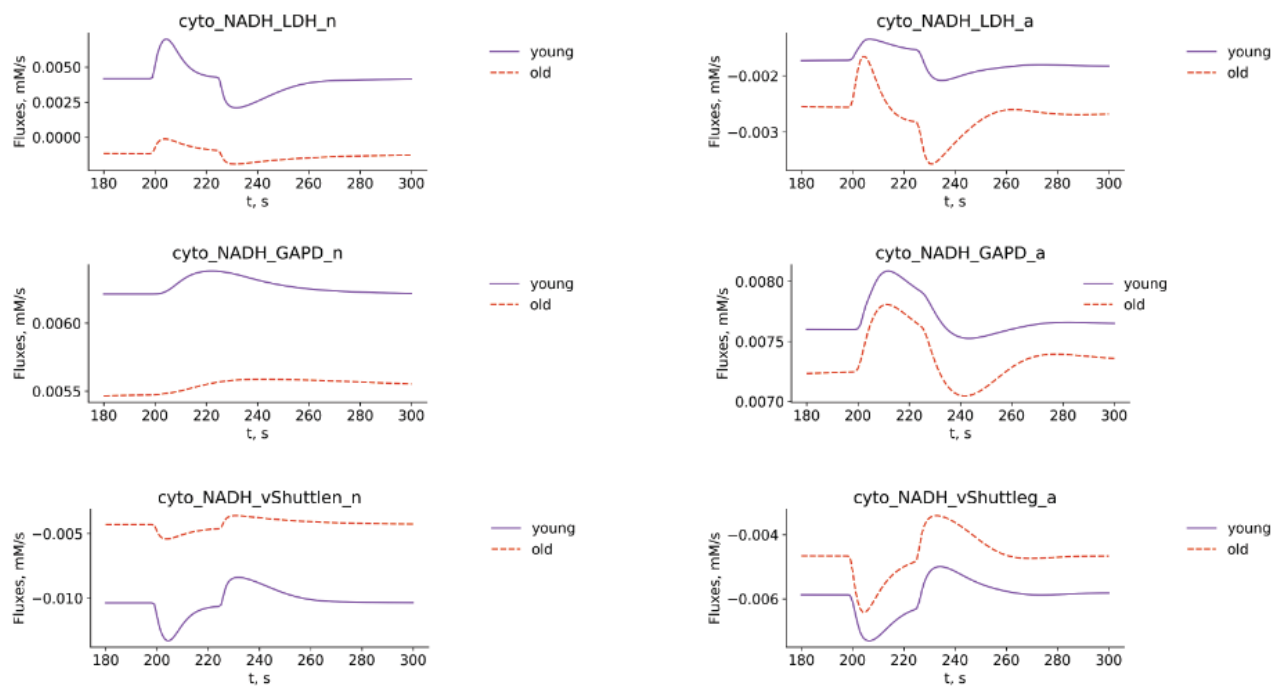 cyto_NADH_LDH_n
Fluxes, mM/s
0.0050
0.0025
0.0000
180 200 220 240 260 280 300
t, s
young
old
cyto_NADH_LDH_a
Fluxes, mM/s
−0.002
−0.003
180 200 220 240 260 280 300
t, s
young
old
cyto_NADH_GAPD_n
Fluxes, mM/s
0.0060
0.0055
180 200 220 240 260 280 300
t, s
young
old
cyto_NADH_GAPD_a
Fluxes, mM/s
0.0080
0.0075
0.0070
180 200 220 240 260 280 300
t, s
young
old
cyto_NADH_vShuttlen_n
Fluxes, mM/s
−0.005
−0.010
180 200 220 240 260 280 300
t, s
young
old
cyto_NADH_vShuttleg_a
Fluxes, mM/s
−0.004
−0.006
180 200 220 240 260 280 300
t, s
young
old